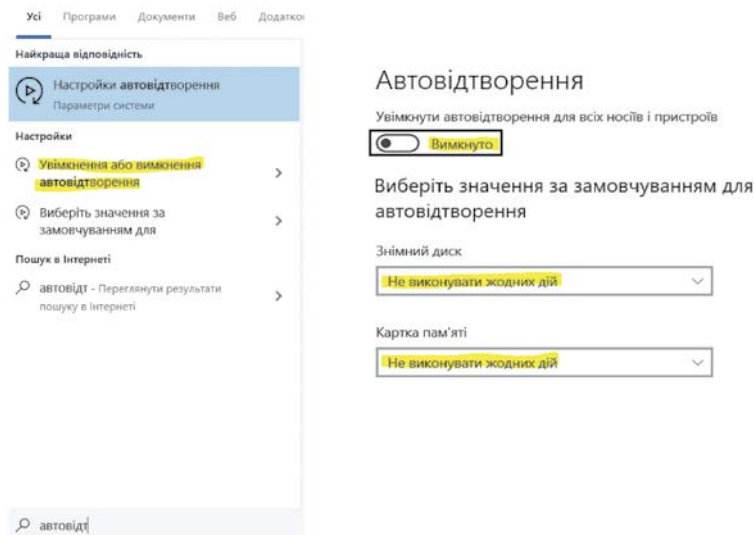 Усі Програми Документи Веб Додатко
Найкраща відповідність
Настройки автовідтворення
Параметри системи
Настройки
Увімкнення або вимкнення
автовідтворення
Виберіть значення за
замовчуванням для
Пошук в Інтернеті
автовідт - Переглянути результати
пошуку в Інтернеті
автовідт
Автовідтворення
Увімкнути автовідтворення для всіх носіїв і пристроїв
Вимкнуто
Виберіть значення за замовчуванням для
автовідтворення
Знімний диск
Не виконувати жодних дій
Картка пам'яті
Не виконувати жодних дій